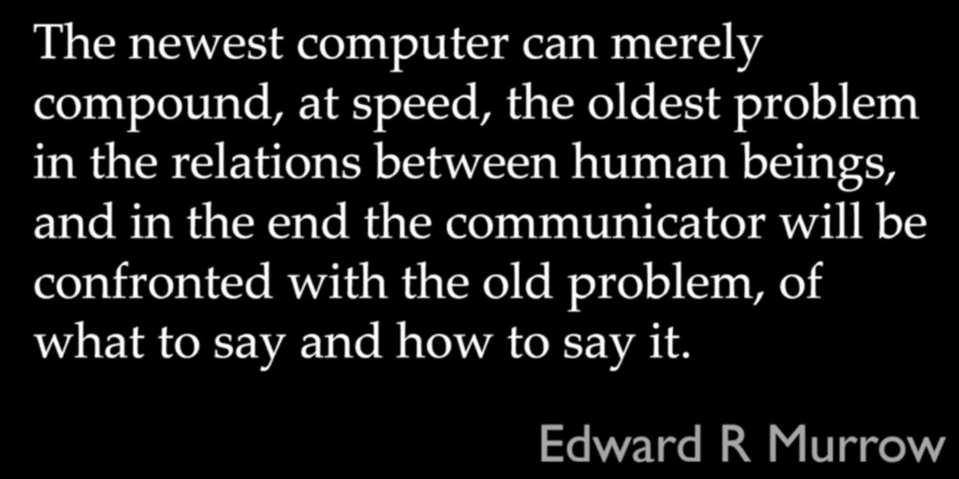 The newest computer can merely
compound, at speed, the oldest problem
in the relations between human beings,
and in the end the communicator will be
confronted with the old problem, of
what to say and how to say it.
Edward R Murrow